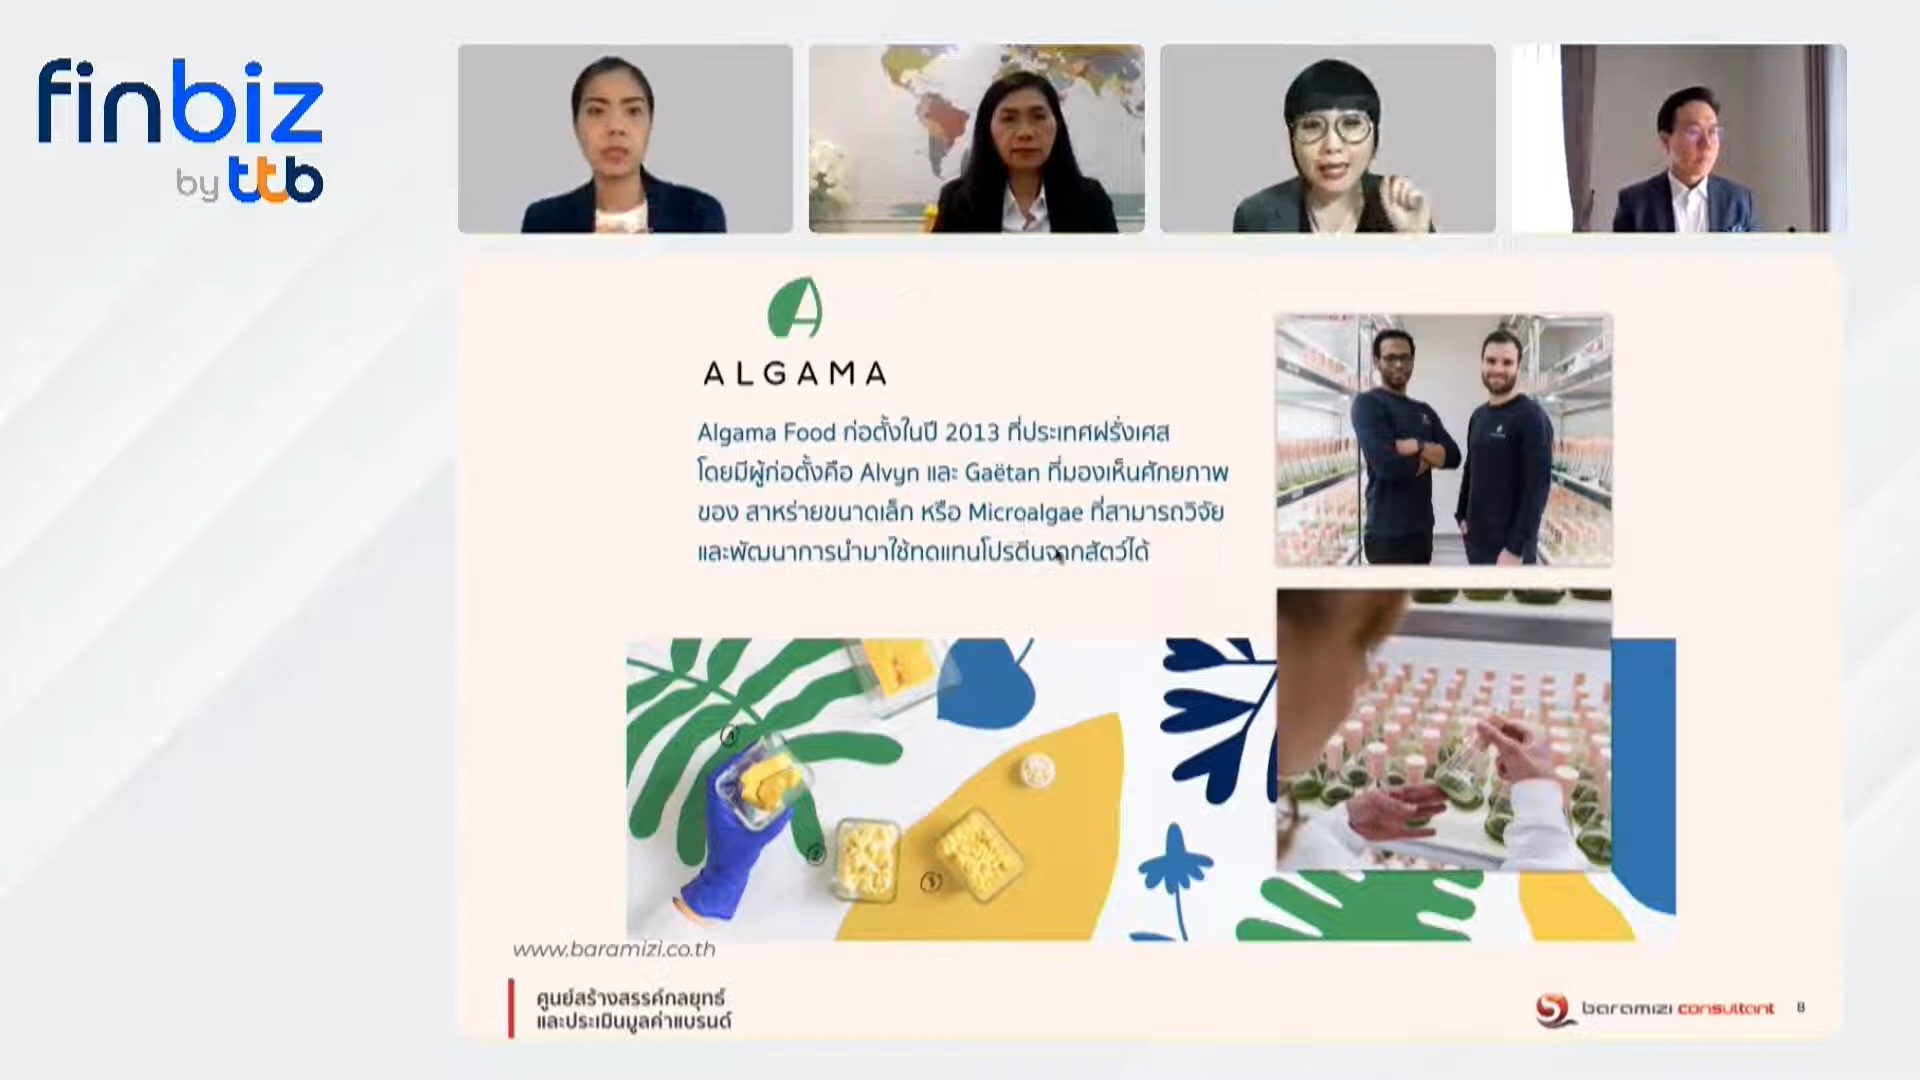 finbiz
by ttb
ALGAMA
Algama Food ก่อตั้งในปี 2013 ที่ประเทศฝรั่งเศส
โดยมีผู้ก่อตั้งคือ Alvyn และ Gaëtan ที่มองเห็นศักยภาพ
ของ สาหร่ายขนาดเล็ก หรือ Microalgae ที่สามารถวิจัย
และพัฒนาการนำมาใช้ทดแทนโปรตีนจากสัตว์ได้
www.baramizi.co.th
ศูนย์สร้างสรรค์กลยุทธ์
และประเมินมูลค่าแบรนด์
baramizi consultant 8